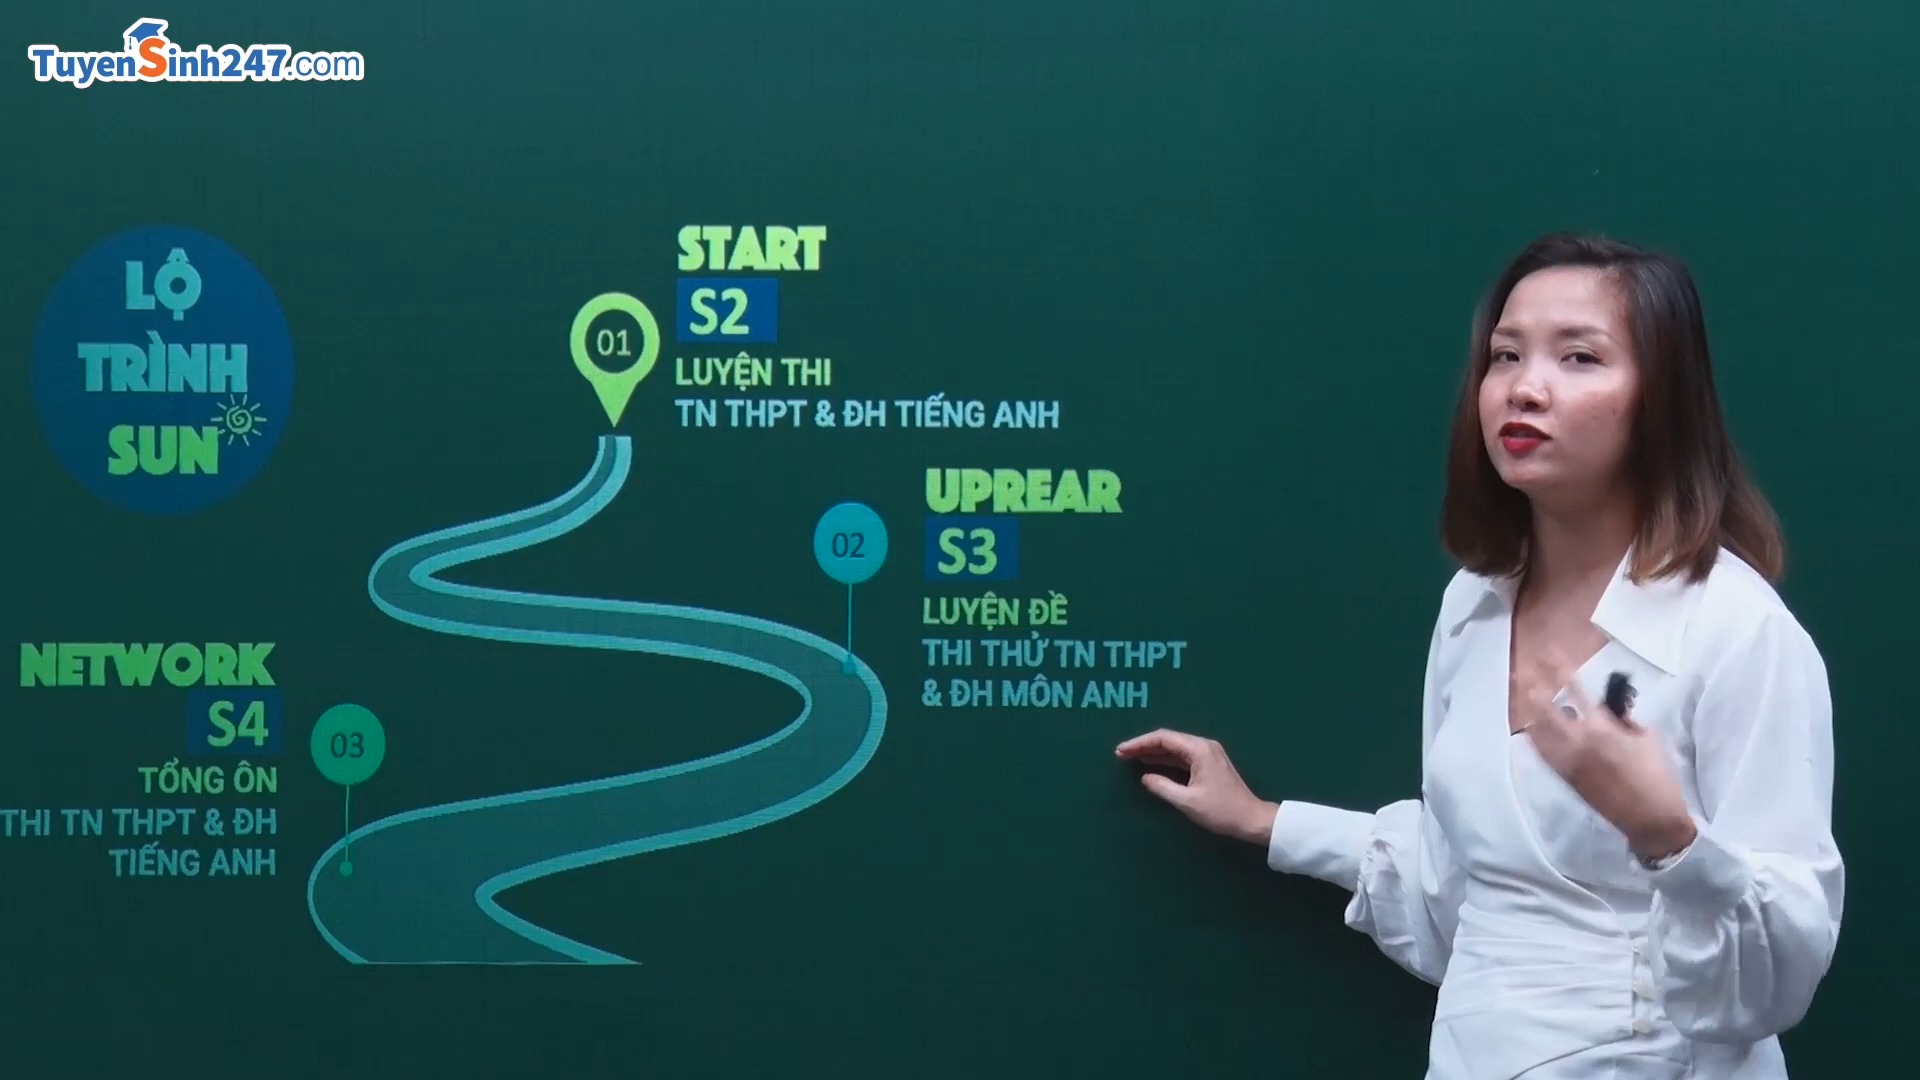 TuyenSinh247.com
LỘ
TRÌNH
SUN
START
S2
01
LUYỆN THI
TN THPT & ĐH TIẾNG ANH
UPREAR
S3
02
LUYỆN ĐỀ
THI THỬ TN THPT
& ĐH MÔN ANH
NETWORK
S4
03
TỔNG ÔN
THI TN THPT & ĐH
TIẾNG ANH